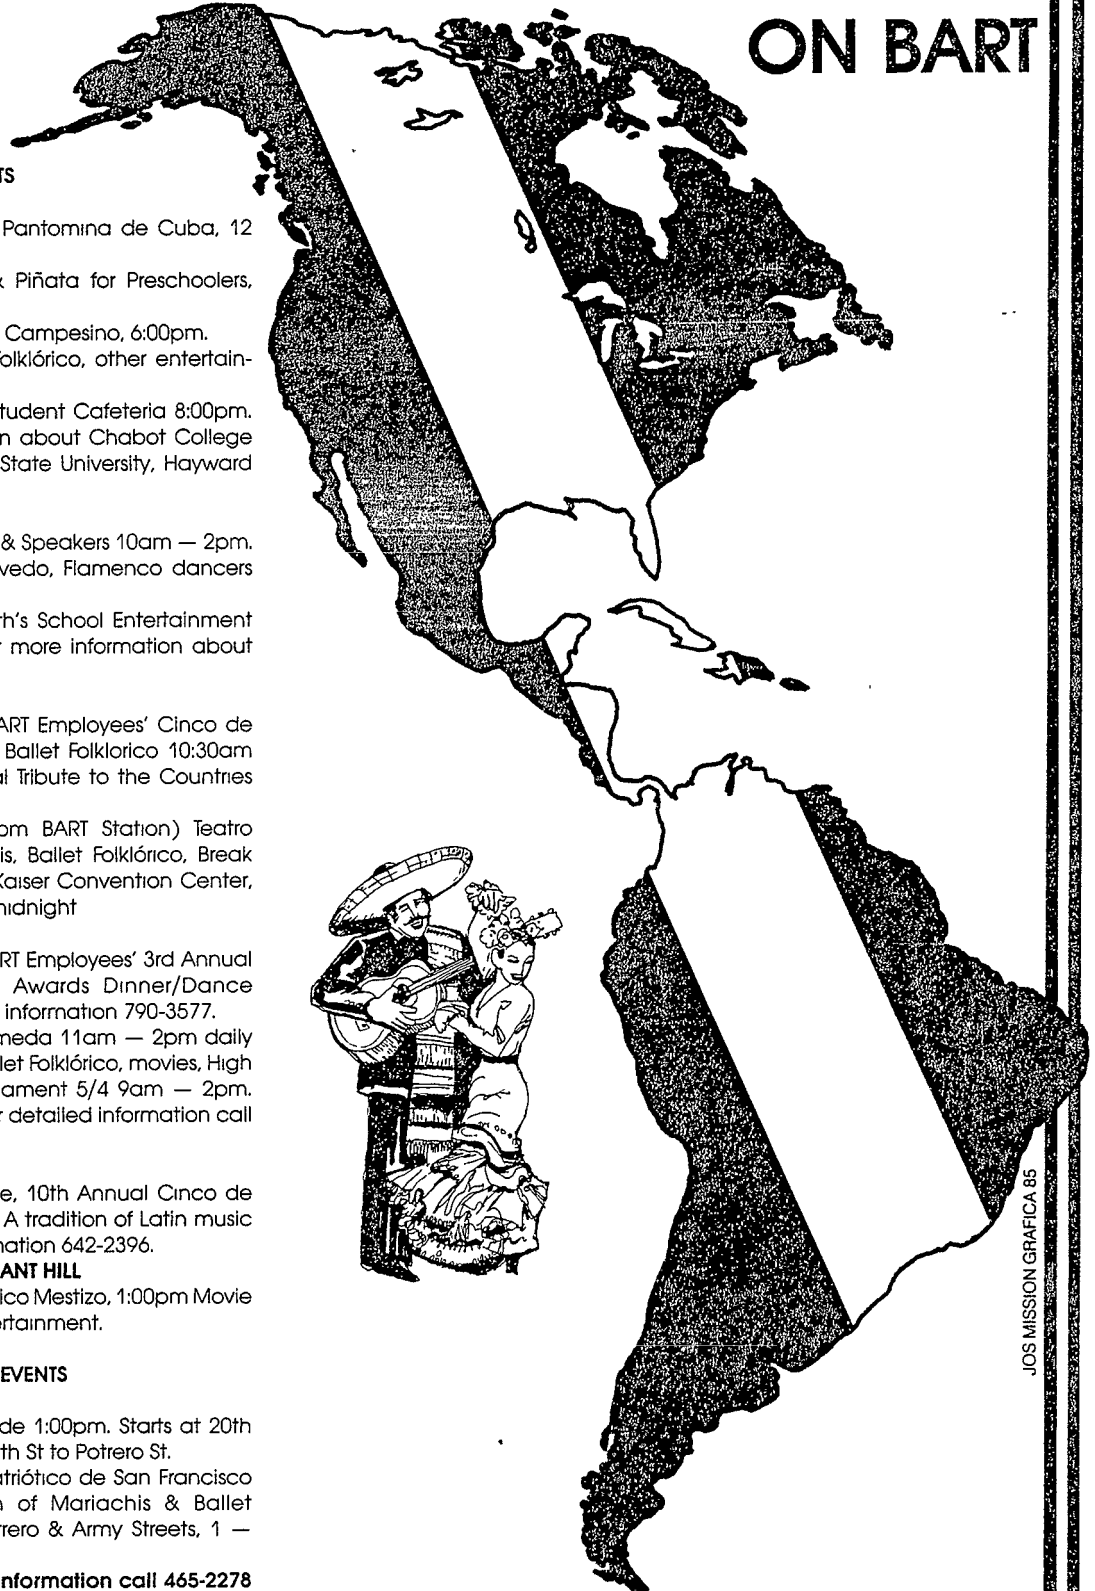 ON BART
TS
Pantomina de Cuba, 12
& Piñata for Preschoolers,
Campesino, 6:00pm.
olklórico, other entertain-
tudent Cafeteria 8:00pm.
n about Chabot College
State University, Hayward
& Speakers 10am — 2pm.
vedo, Flamenco dancers
th's School Entertainment
r more information about
ART Employees' Cinco de
Ballet Folklorico 10:30am
al Tribute to the Countries
om BART Station) Teatro
is, Ballet Folklórico, Break
Kaiser Convention Center,
nidnight
RT Employees' 3rd Annual
Awards Dinner/Dance
information 790-3577.
neda 11am — 2pm daily
let Folklórico, movies, High
ament 5/4 9am — 2pm.
r detailed information call
e, 10th Annual Cinco de
A tradition of Latin music
nation 642-2396.
ANT HILL
ico Mestizo, 1:00pm Movie
rtainment.
EVENTS
de 1:00pm. Starts at 20th
th St to Potrero St.
atriótico de San Francisco
n of Mariachis & Ballet
rrero & Army Streets, 1 —
nformation call 465-2278
JOS MISSION GRAFICA 85